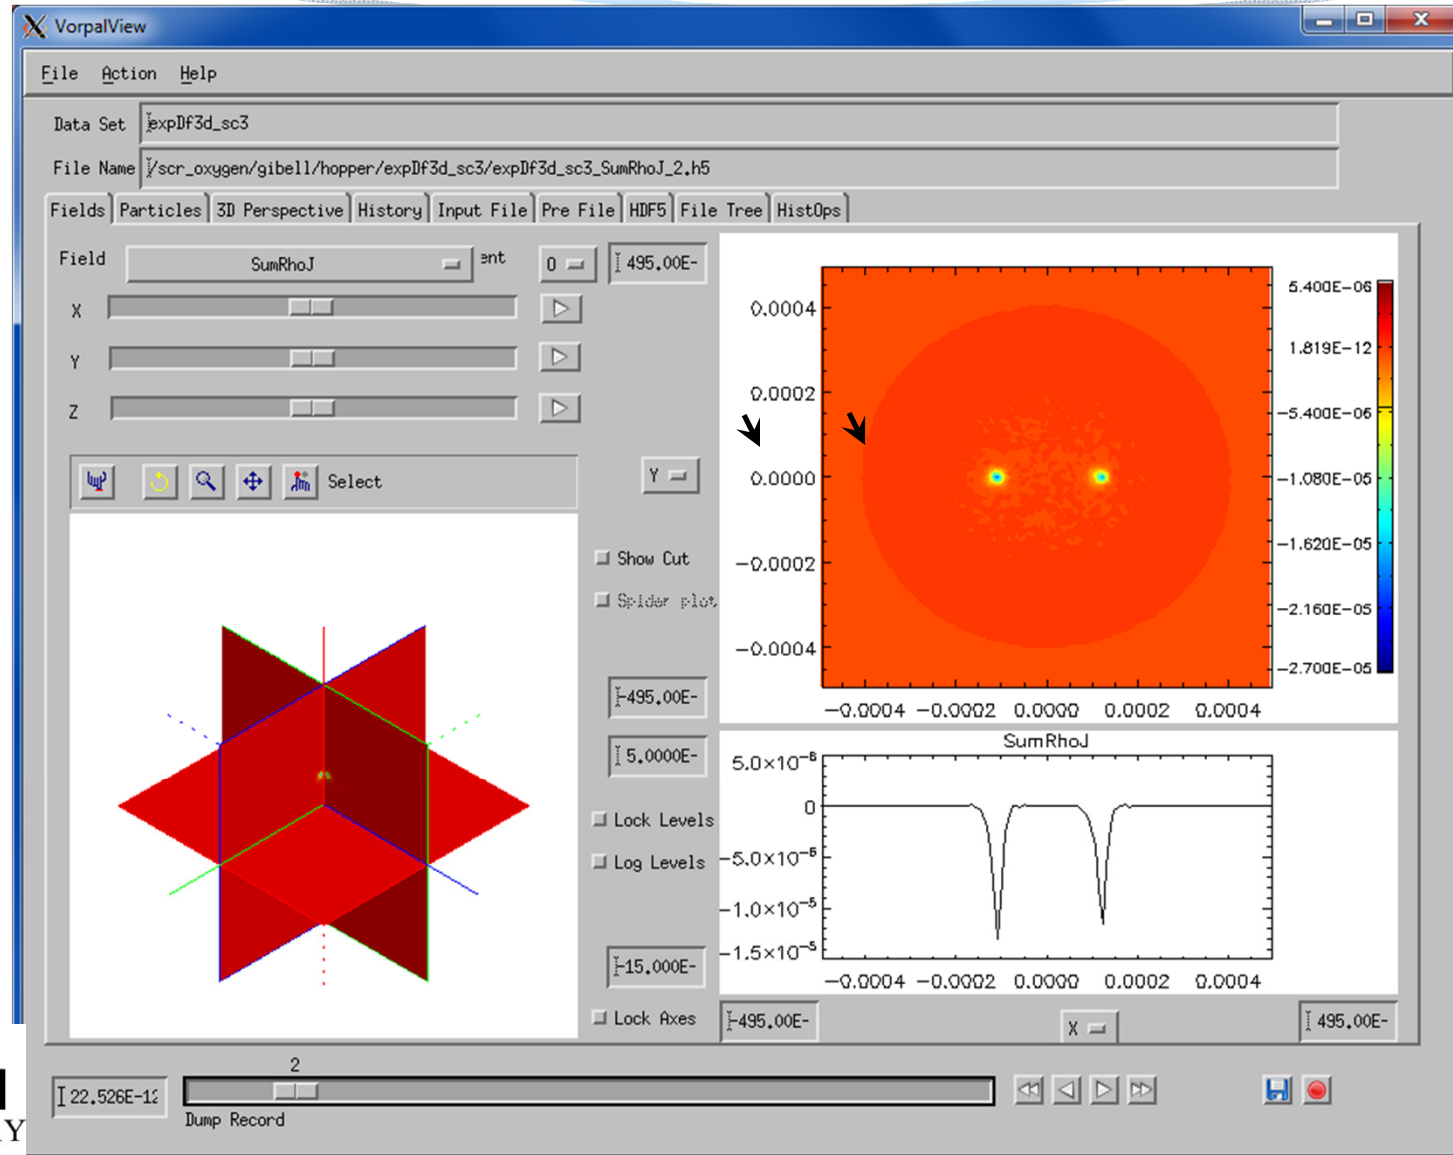 VorpalView
File Action Help
Data Set expDf3d_sc3
File Name /scr_oxygen/gibell/hopper/expDf3d_sc3/expDf3d_sc3_SumRhoJ_2.h5
Fields Particles 3D Perspective History Input File Pre File HDF5 File Tree HistOps
Field SumRhoJ ent 0 495.00E-
X
Y
Z
Select
Y
Show Cut
Spider plot
-495.00E-
5.0000E-
Lock Levels
Log Levels
-15.000E-
Lock Axes
0.0004
0.0002
0.0000
-0.0002
-0.0004
-0.0004 -0.0002 0.0000 0.0002 0.0004
5.400E-06
1.819E-12
-5.400E-06
-1.080E-05
-1.620E-05
-2.160E-05
-2.700E-05
SumRhoJ
5.0×10-6
0
-5.0×10-6
-1.0×10-5
-1.5×10-5
-0.0004 -0.0002 0.0000 0.0002 0.0004
-495.00E- X 495.00E-
2
22.526E-12
Dump Record
Y